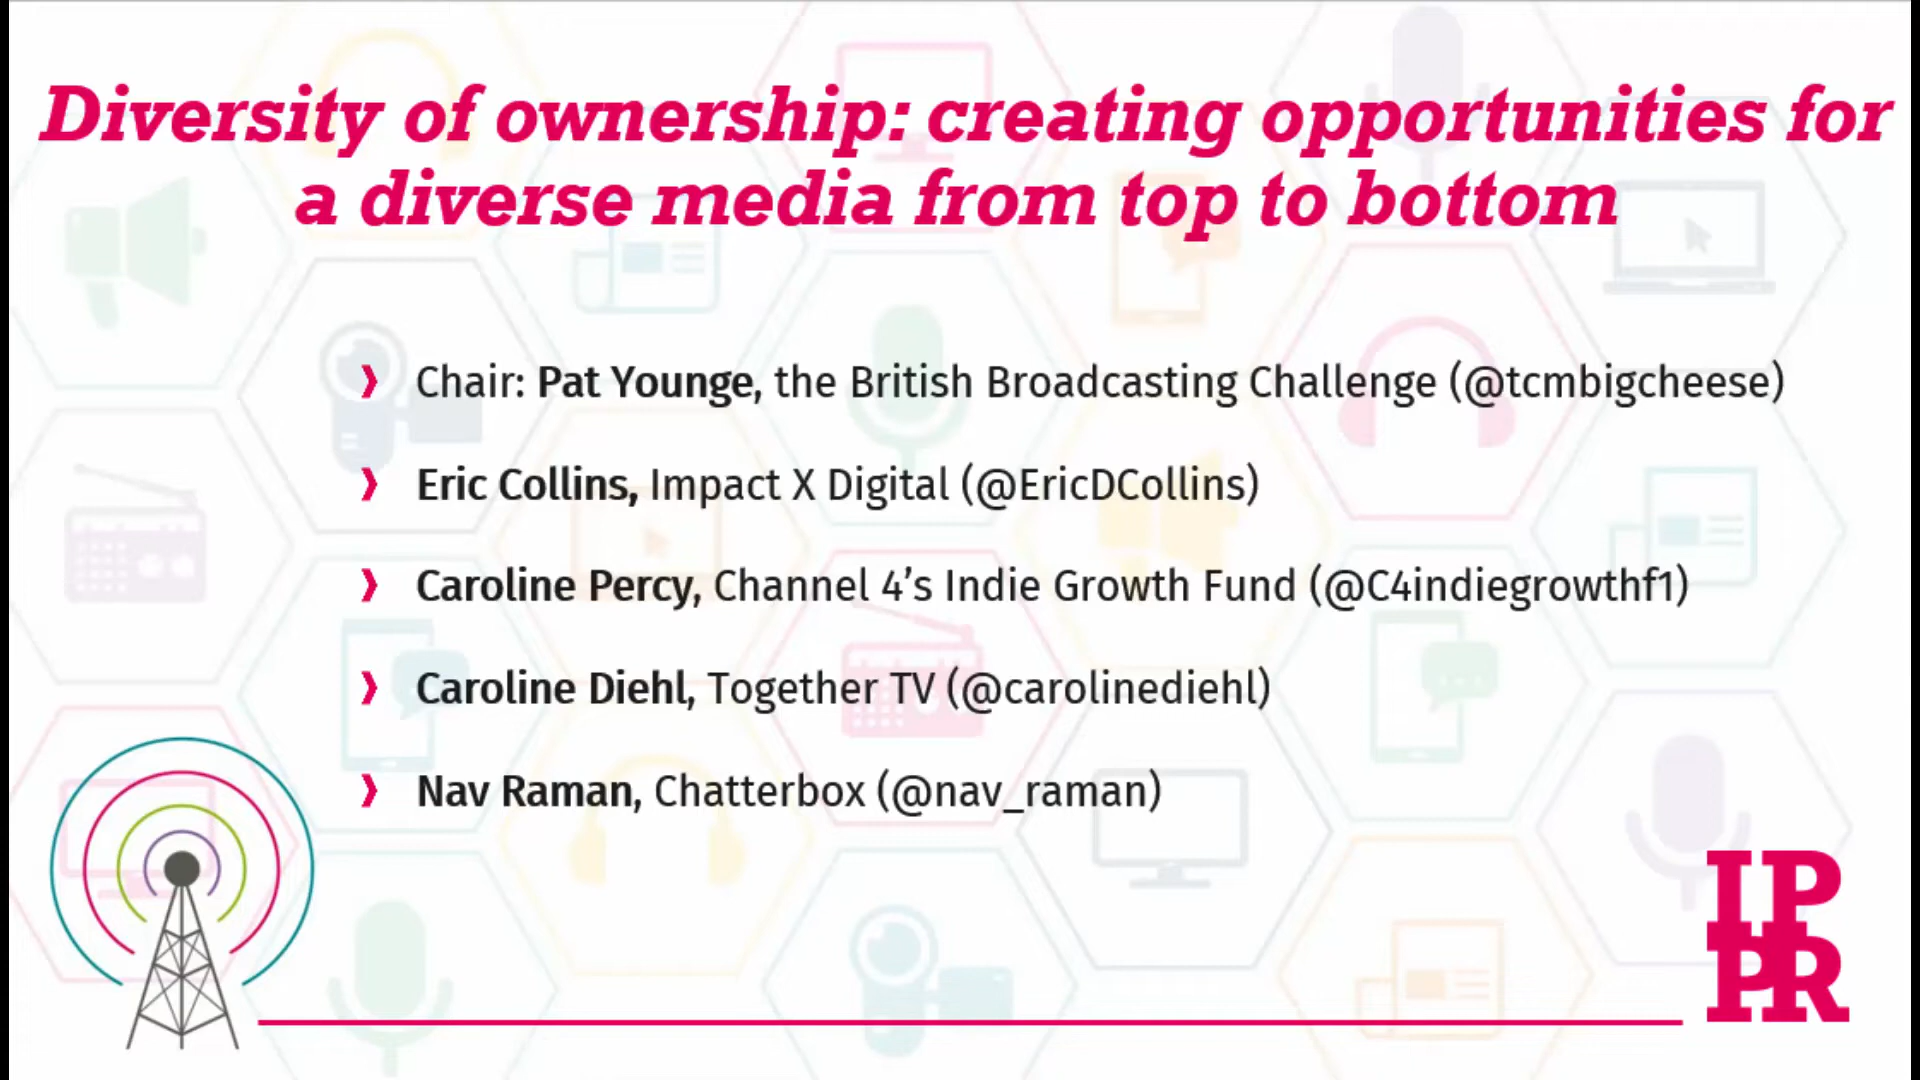 Diversity of ownership: creating opportunities for
a diverse media from top to bottom
Chair: Pat Younge, the British Broadcasting Challenge (@tcmbigcheese)
Eric Collins, Impact X Digital (@EricDCollins)
Caroline Percy, Channel 4’s Indie Growth Fund (@C4indiegrowthf1)
Caroline Diehl, Together TV (@carolinediehl)
Nav Raman, Chatterbox (@nav_raman)
IP
PR